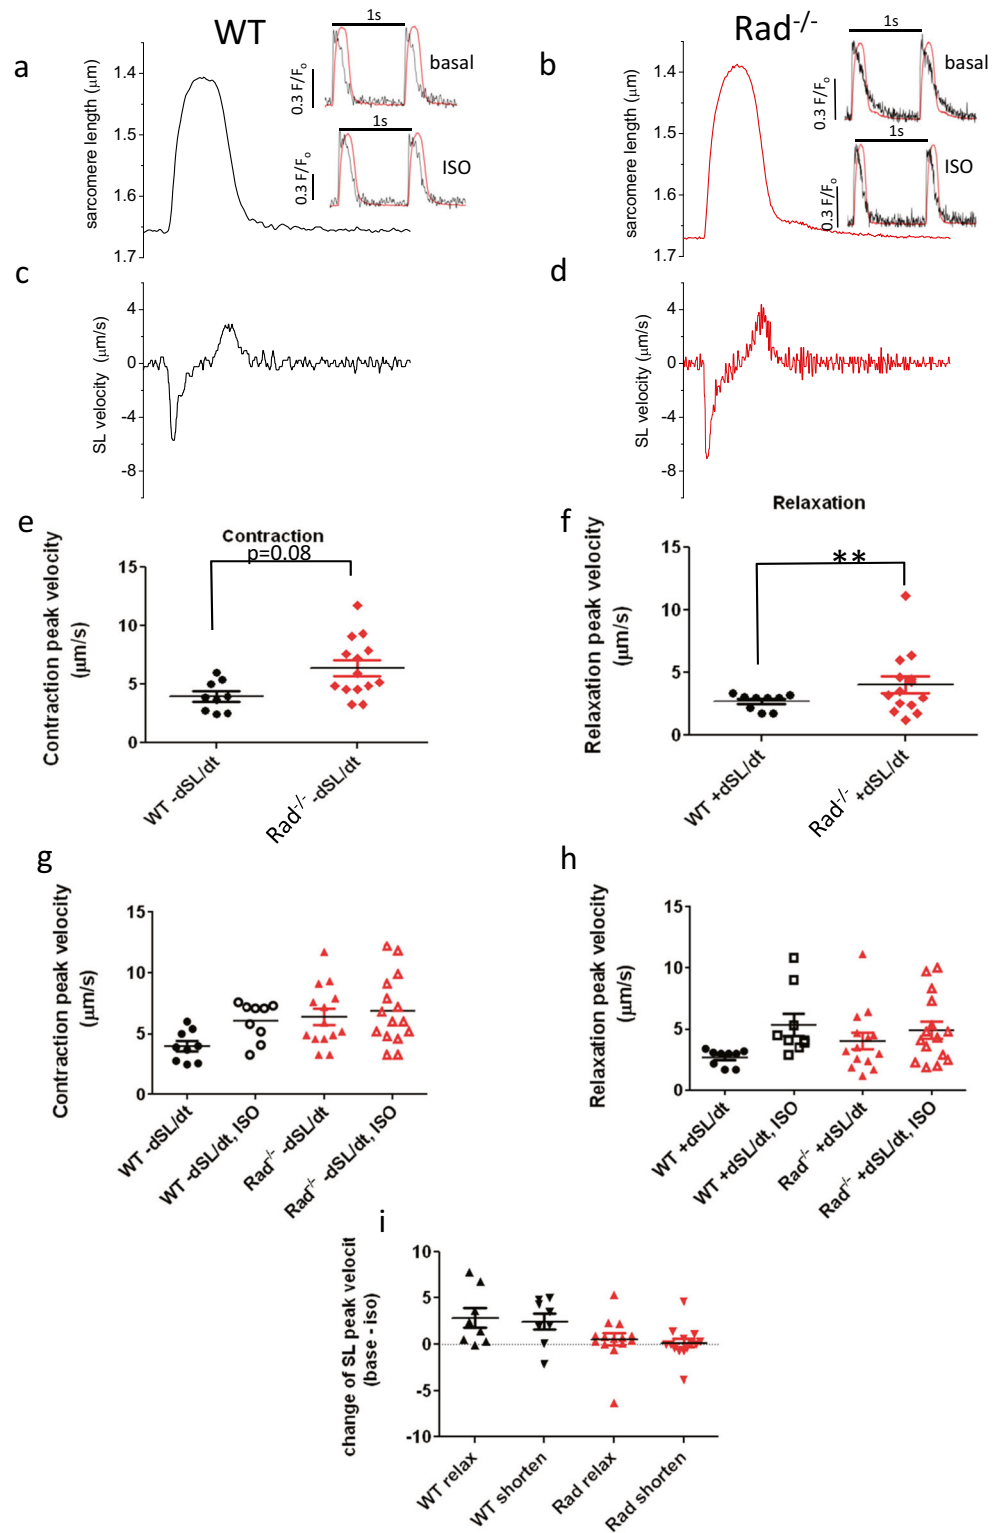 WT
Rad-/-
a
sarcomere length (µm)
1.4
1.5
1.6
1.7
1s
basal
0.3 F/Fo
1s
ISO
0.3 F/Fo
b
sarcomere length (µm)
1.4
1.5
1.6
1.7
1s
basal
0.3 F/Fo
1s
ISO
0.3 F/Fo
c
SL velocity (µm/s)
4
0
-4
-8
d
SL velocity (µm/s)
4
0
-4
-8
e
Contraction
p=0.08
Contraction peak velocity
(µm/s)
15
10
5
0
WT -dSL/dt
Rad-/- -dSL/dt
f
Relaxation
**
Relaxation peak velocity
(µm/s)
15
10
5
0
WT +dSL/dt
Rad-/- +dSL/dt
g
Contraction peak velocity
(µm/s)
15
10
5
0
WT -dSL/dt
WT -dSL/dt, ISO
Rad-/- -dSL/dt
Rad-/- -dSL/dt, ISO
h
Relaxation peak velocity
(µm/s)
15
10
5
0
WT +dSL/dt
WT +dSL/dt, ISO
Rad-/- +dSL/dt
Rad-/- +dSL/dt, ISO
i
change of SL peak velocit
(base - iso)
10
5
0
-5
-10
WT relax
WT shorten
Rad relax
Rad shorten